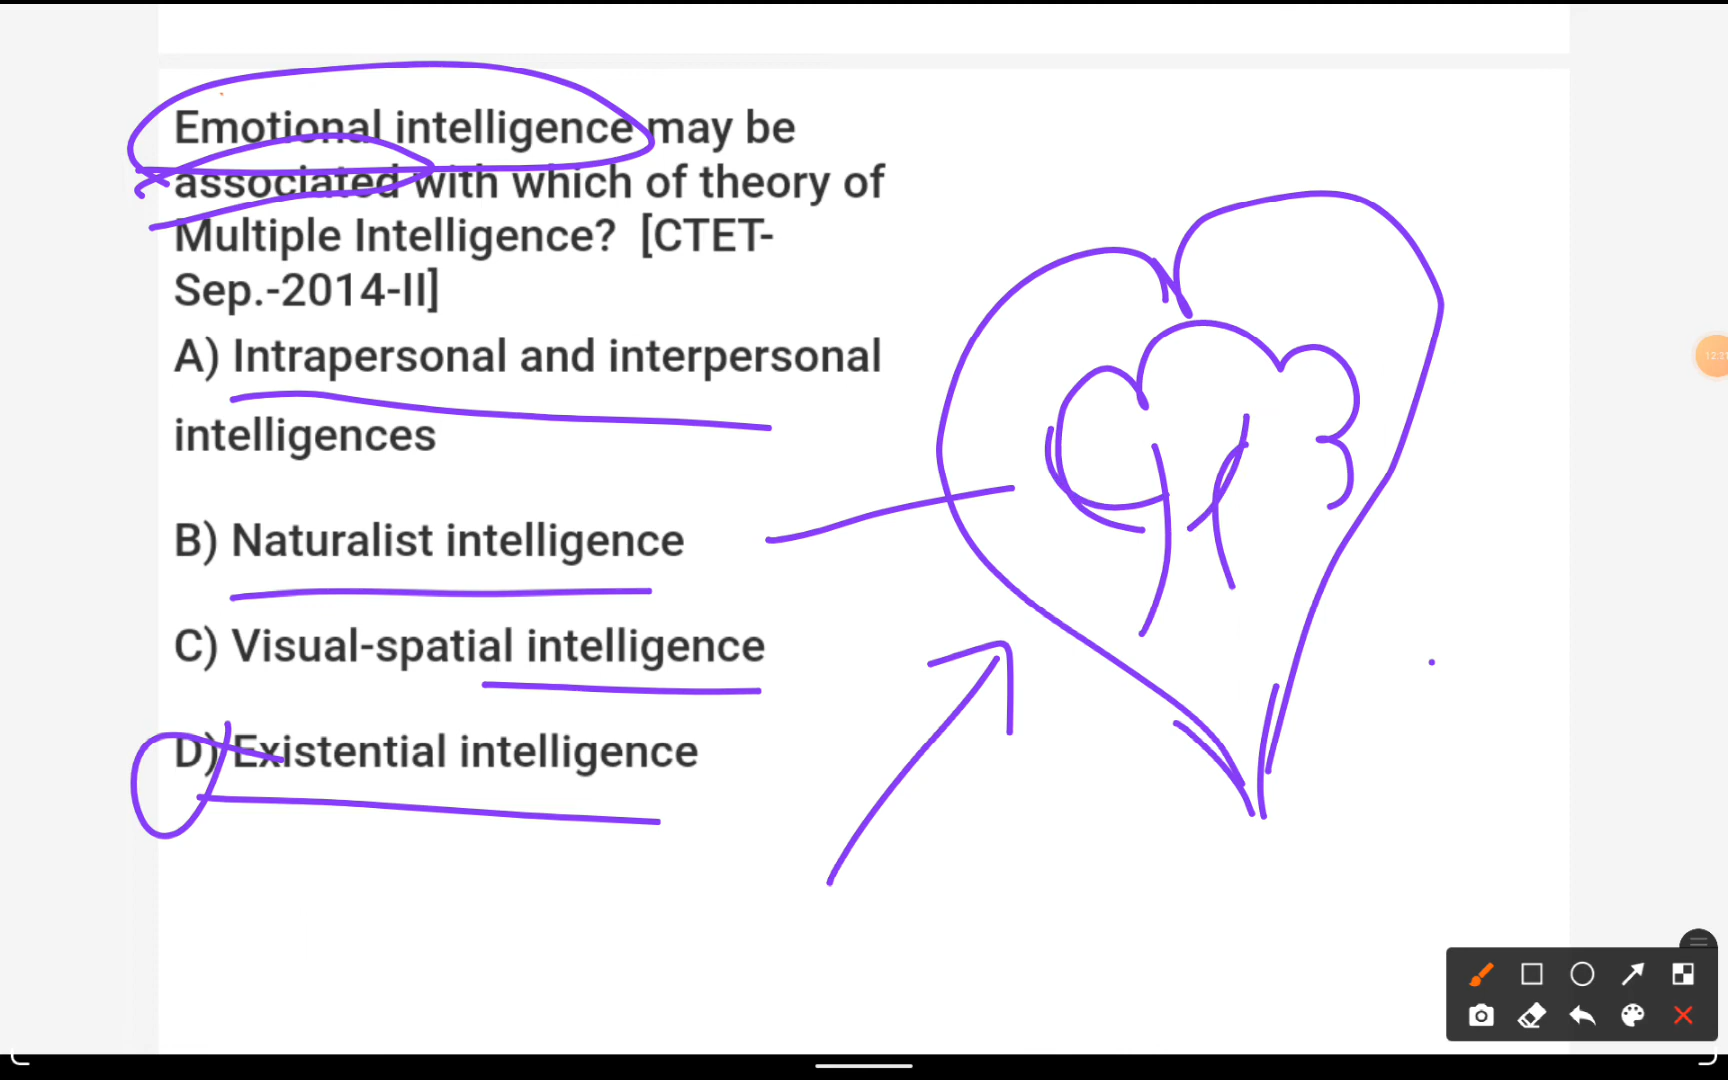 Emotional intelligence may be
associated with which of theory of
Multiple Intelligence? [CTET-
Sep.-2014-II]
A) Intrapersonal and interpersonal
intelligences
B) Naturalist intelligence
C) Visual-spatial intelligence
D) Existential intelligence